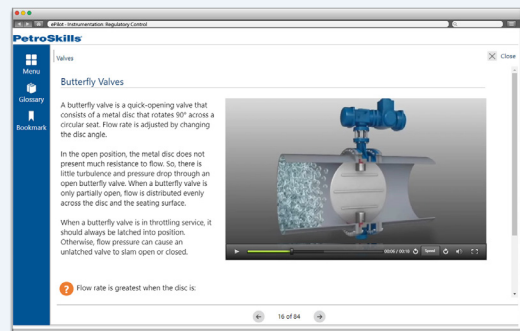 ePilot - Instrumentation: Regulatory Control
PetroSkills
Menu
Glossary
Bookmark
Valves
Close
Butterfly Valves
A butterfly valve is a quick-opening valve that
consists of a metal disc that rotates 90° across a
circular seat. Flow rate is adjusted by changing
the disc angle.
In the open position, the metal disc does not
present much resistance to flow. So, there is
little turbulence and pressure drop through an
open butterfly valve. When a butterfly valve is
only partially open, flow is distributed evenly
across the disc and the seating surface.
When a butterfly valve is in throttling service, it
should always be latched into position.
Otherwise, flow pressure can cause an
unlatched valve to slam open or closed.
00:06 / 00:19
Speed
? Flow rate is greatest when the disc is:
16 of 84